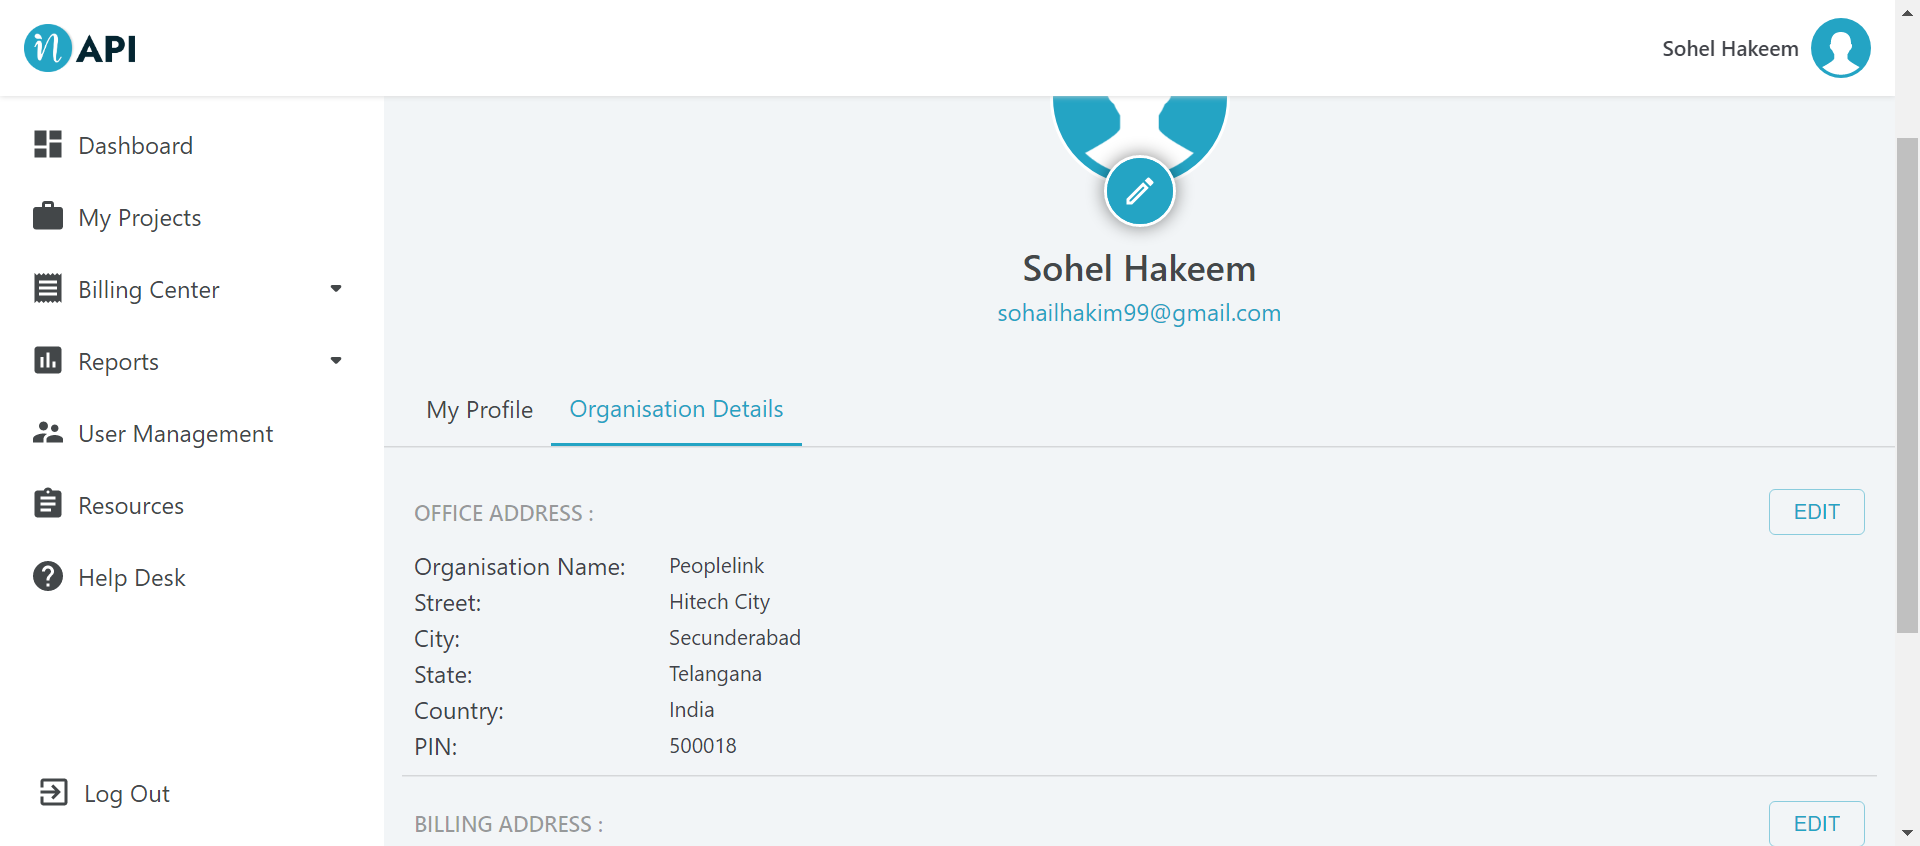 n API
Sohel Hakeem
Dashboard
My Projects
Billing Center
Reports
User Management
Resources
Help Desk
Log Out
Sohel Hakeem
sohailhakim99@gmail.com
My Profile Organisation Details
OFFICE ADDRESS : EDIT
Organisation Name: Peoplelink
Street: Hitech City
City: Secunderabad
State: Telangana
Country: India
PIN: 500018
BILLING ADDRESS : EDIT